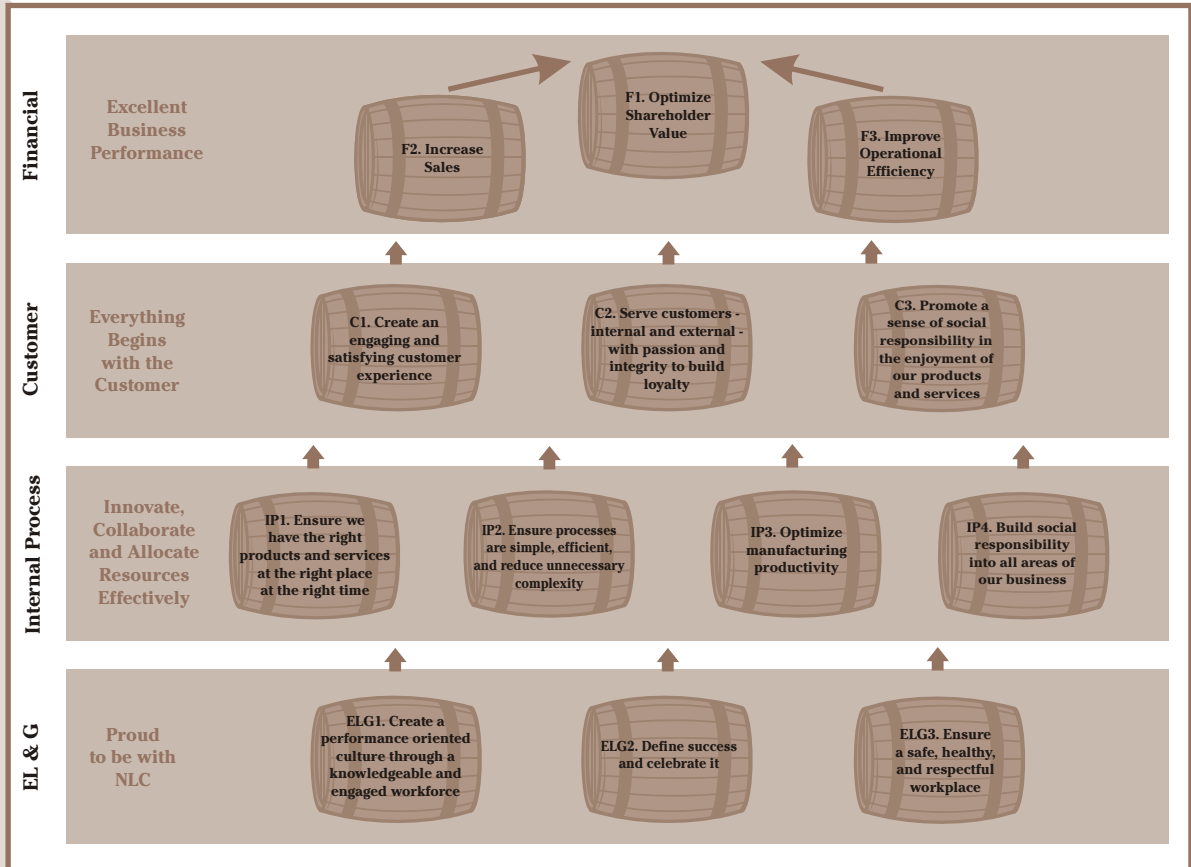 Financial
Excellent
Business
Performance
F1. Optimize
Shareholder
Value
F2. Increase
Sales
F3. Improve
Operational
Efficiency
Customer
Everything
Begins
with the
Customer
C1. Create an
engaging and
satisfying customer
experience
C2. Serve customers -
internal and external -
with passion and
integrity to build
loyalty
C3. Promote a
sense of social
responsibility in
the enjoyment of
our products
and services
Internal Process
Innovate,
Collaborate
and Allocate
Resources
Effectively
IP1. Ensure we
have the right
products and services
at the right place
at the right time
IP2. Ensure processes
are simple, efficient,
and reduce unnecessary
complexity
IP3. Optimize
manufacturing
productivity
IP4. Build social
responsibility
into all areas of
our business
EL & G
Proud
to be with
NLC
ELG1. Create a
performance oriented
culture through a
knowledgeable and
engaged workforce
ELG2. Define success
and celebrate it
ELG3. Ensure
a safe, healthy,
and respectful
workplace